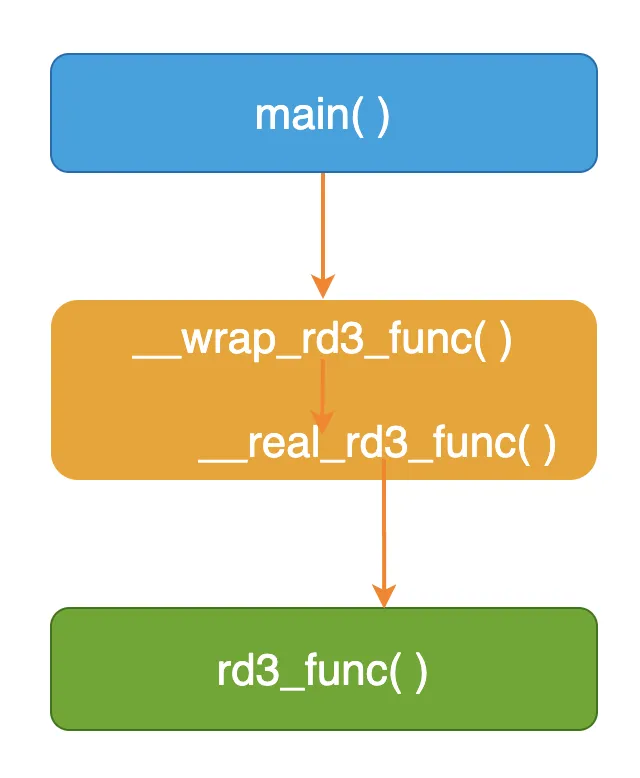 main( )
__wrap_rd3_func( )
__real_rd3_func( )
rd3_func( )